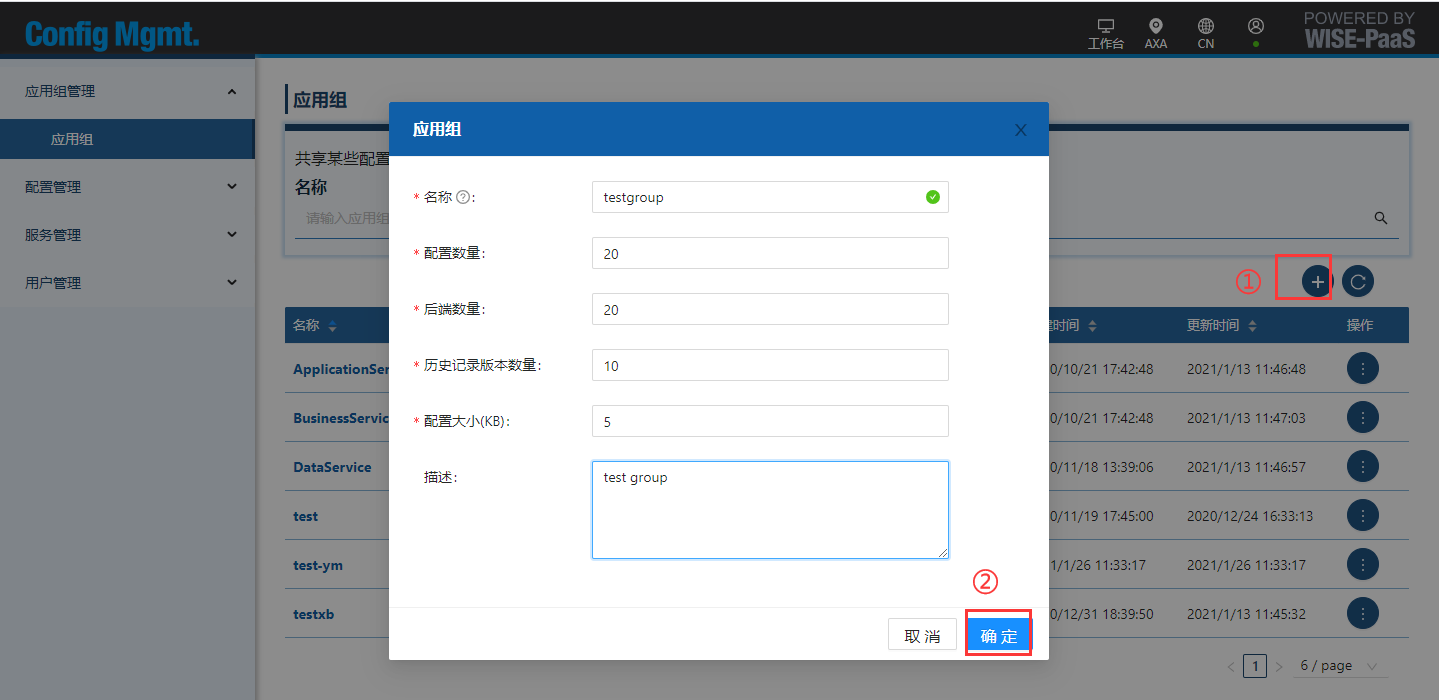 Config Mgmt.
工作台
AXA
CN
POWERED BY
WISE-PaaS
应用组管理
应用组
配置管理
服务管理
用户管理
应用组
共享某些配置
名称
请输入应用组
①
名称
建时间
更新时间
操作
ApplicationSer
0/10/21 17:42:48
2021/1/13 11:46:48
BusinessServic
0/10/21 17:42:48
2021/1/13 11:47:03
DataService
0/11/18 13:39:06
2021/1/13 11:46:57
test
0/11/19 17:45:00
2020/12/24 16:33:13
test-ym
1/1/26 11:33:17
2021/1/26 11:33:17
testxb
0/12/31 18:39:50
2021/1/13 11:45:32
1
6 / page
应用组
* 名称 ? :
testgroup
* 配置数量:
20
* 后端数量:
20
* 历史记录版本数量:
10
* 配置大小(KB):
5
描述:
test group
②
取 消
确 定